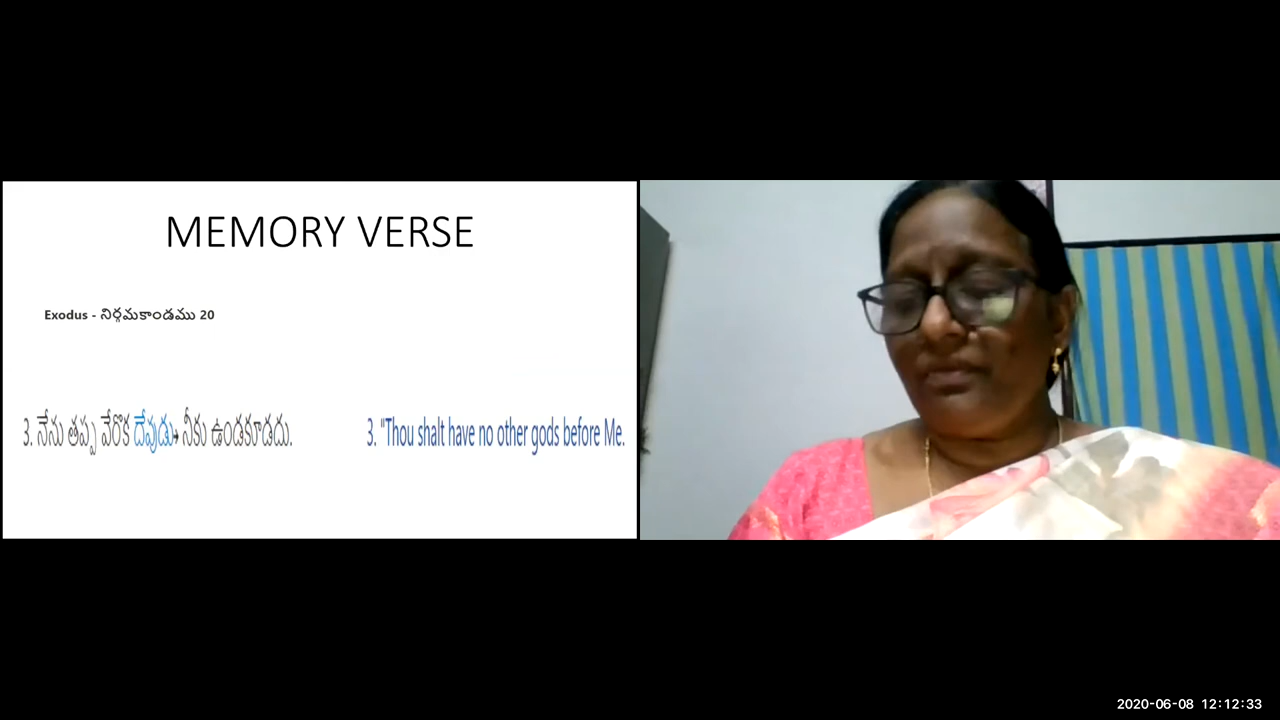 MEMORY VERSE
Exodus - నిర్గమకాండము 20
3. నేను తప్ప వేరొక దేవుడు నీకు ఉండకూడదు.
3. "Thou shalt have no other gods before Me.
2020-06-08 12:12:33